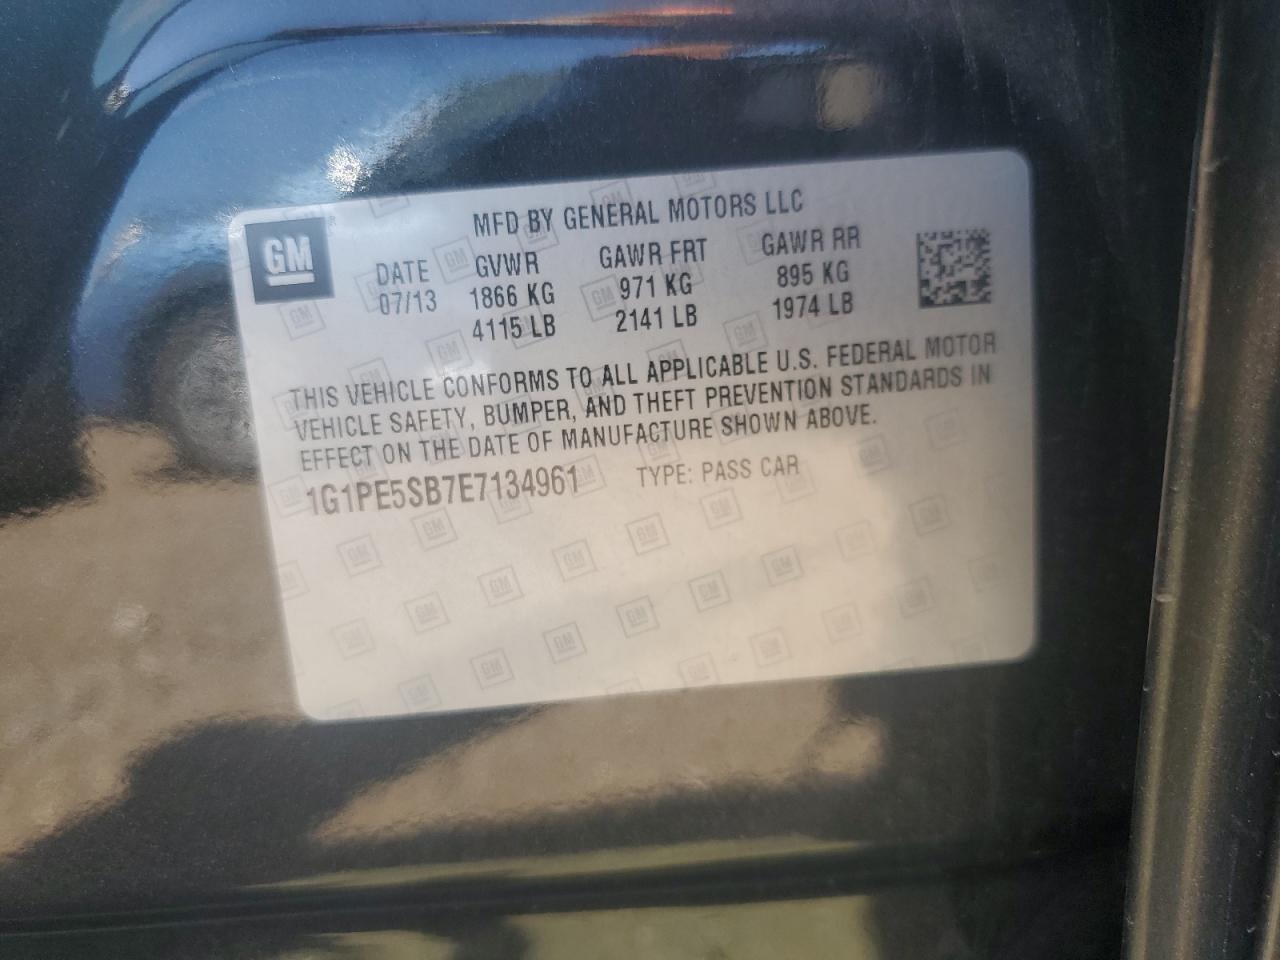 GM
MFD BY GENERAL MOTORS LLC
DATE GVWR GAWR FRT GAWR RR
07/13 1866 KG 971 KG 895 KG
4115 LB 2141 LB 1974 LB
THIS VEHICLE CONFORMS TO ALL APPLICABLE U.S. FEDERAL MOTOR
VEHICLE SAFETY, BUMPER, AND THEFT PREVENTION STANDARDS IN
EFFECT ON THE DATE OF MANUFACTURE SHOWN ABOVE.
1G1PE5SB7E7134961 TYPE: PASS CAR